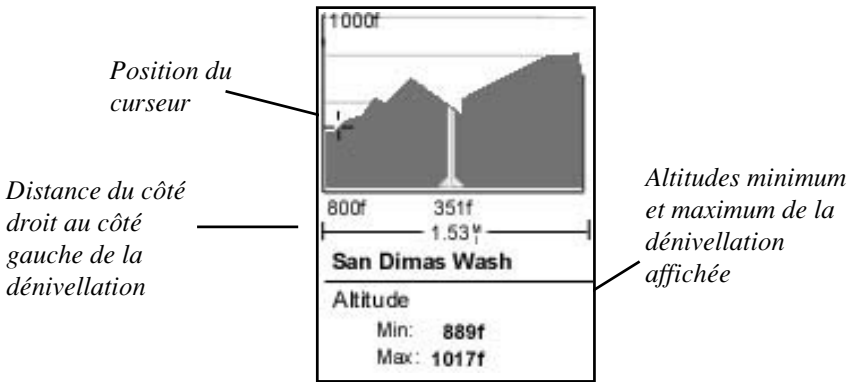 1000f
Position du
curseur
Distance du côté
droit au côté
gauche de la
dénivellation
800f 351f
1.53 MI
San Dimas Wash
Altitude
Min: 889f
Max: 1017f
Altitudes minimum
et maximum de la
dénivellation
affichée